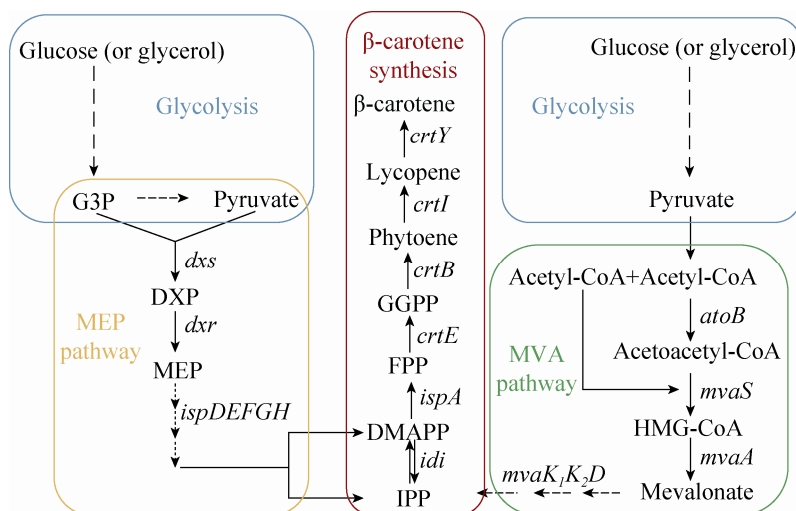 Glucose (or glycerol)
Glycolysis
G3P
Pyruvate
dxs
DXP
dxr
MEP
pathway
MEP
ispDEFGH
β-carotene
synthesis
β-carotene
crtY
Lycopene
crtI
Phytoene
crtB
GGPP
crtE
FPP
ispA
DMAPP
idi
IPP
Glucose (or glycerol)
Glycolysis
Pyruvate
Acetyl-CoA+Acetyl-CoA
atoB
Acetoacetyl-CoA
MVA
pathway
mvaS
HMG-CoA
mvaA
Mevalonate
mvaK₁K₂D